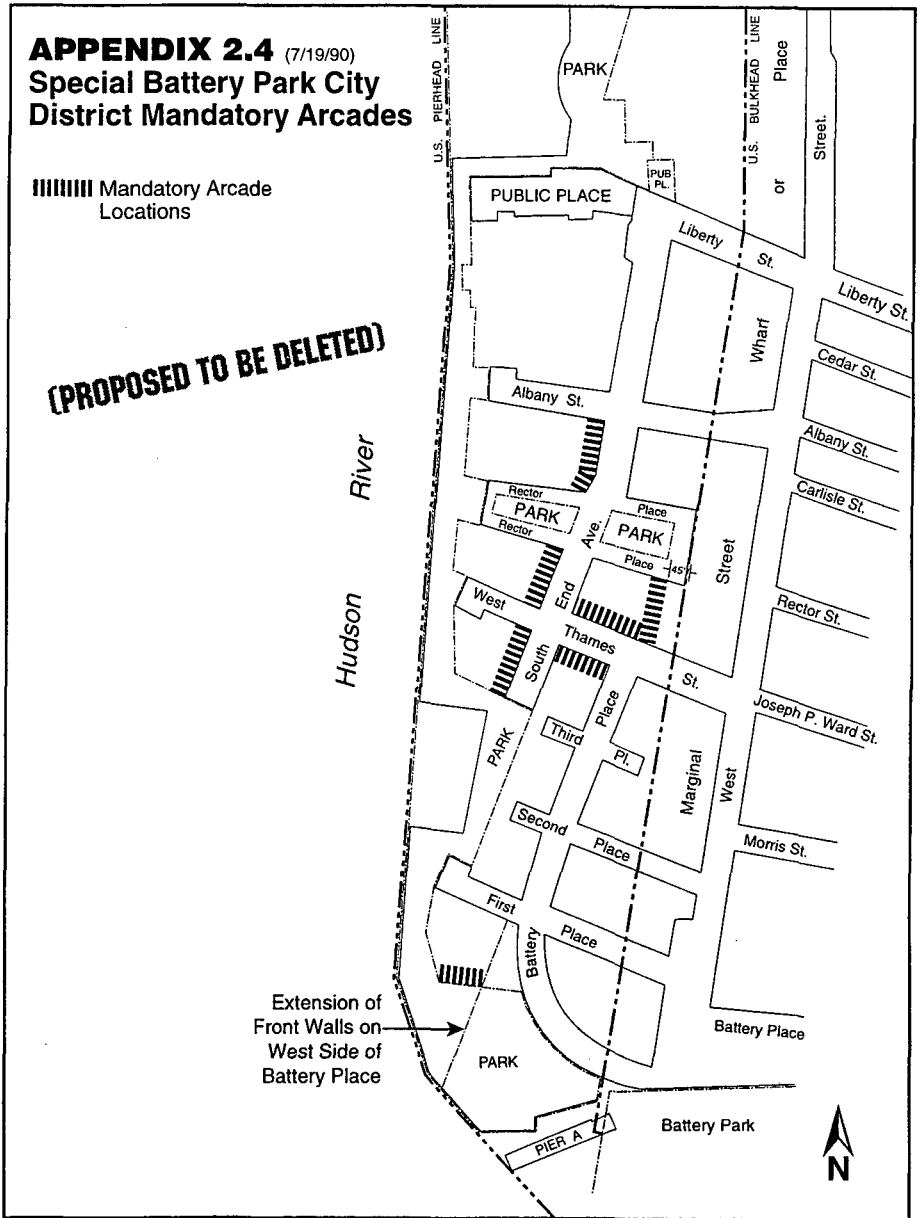 APPENDIX 2.4 (7/19/90)
Special Battery Park City
District Mandatory Arcades
Mandatory Arcade
Locations
U.S. PIERHEAD LINE
PARK
U.S. BULKHEAD LINE
Place
or
Street.
PUB
PL.
PUBLIC PLACE
Liberty
St.
Liberty St.
Wharf
Cedar St.
(PROPOSED TO BE DELETED)
Albany St.
Albany St.
Carlisle St.
River
Hudson
Rector
PARK
Rector
Ave.
Place
PARK
Place
45'
Street
Rector St.
West
End
Thames
South
St.
Joseph P. Ward St.
Place
PARK
Third
Pl.
Marginal
West
Second
Place
Morris St.
First
Place
Battery
Extension of
Front Walls on
West Side of
Battery Place
Battery Place
PARK
Battery Park
PIER A
N